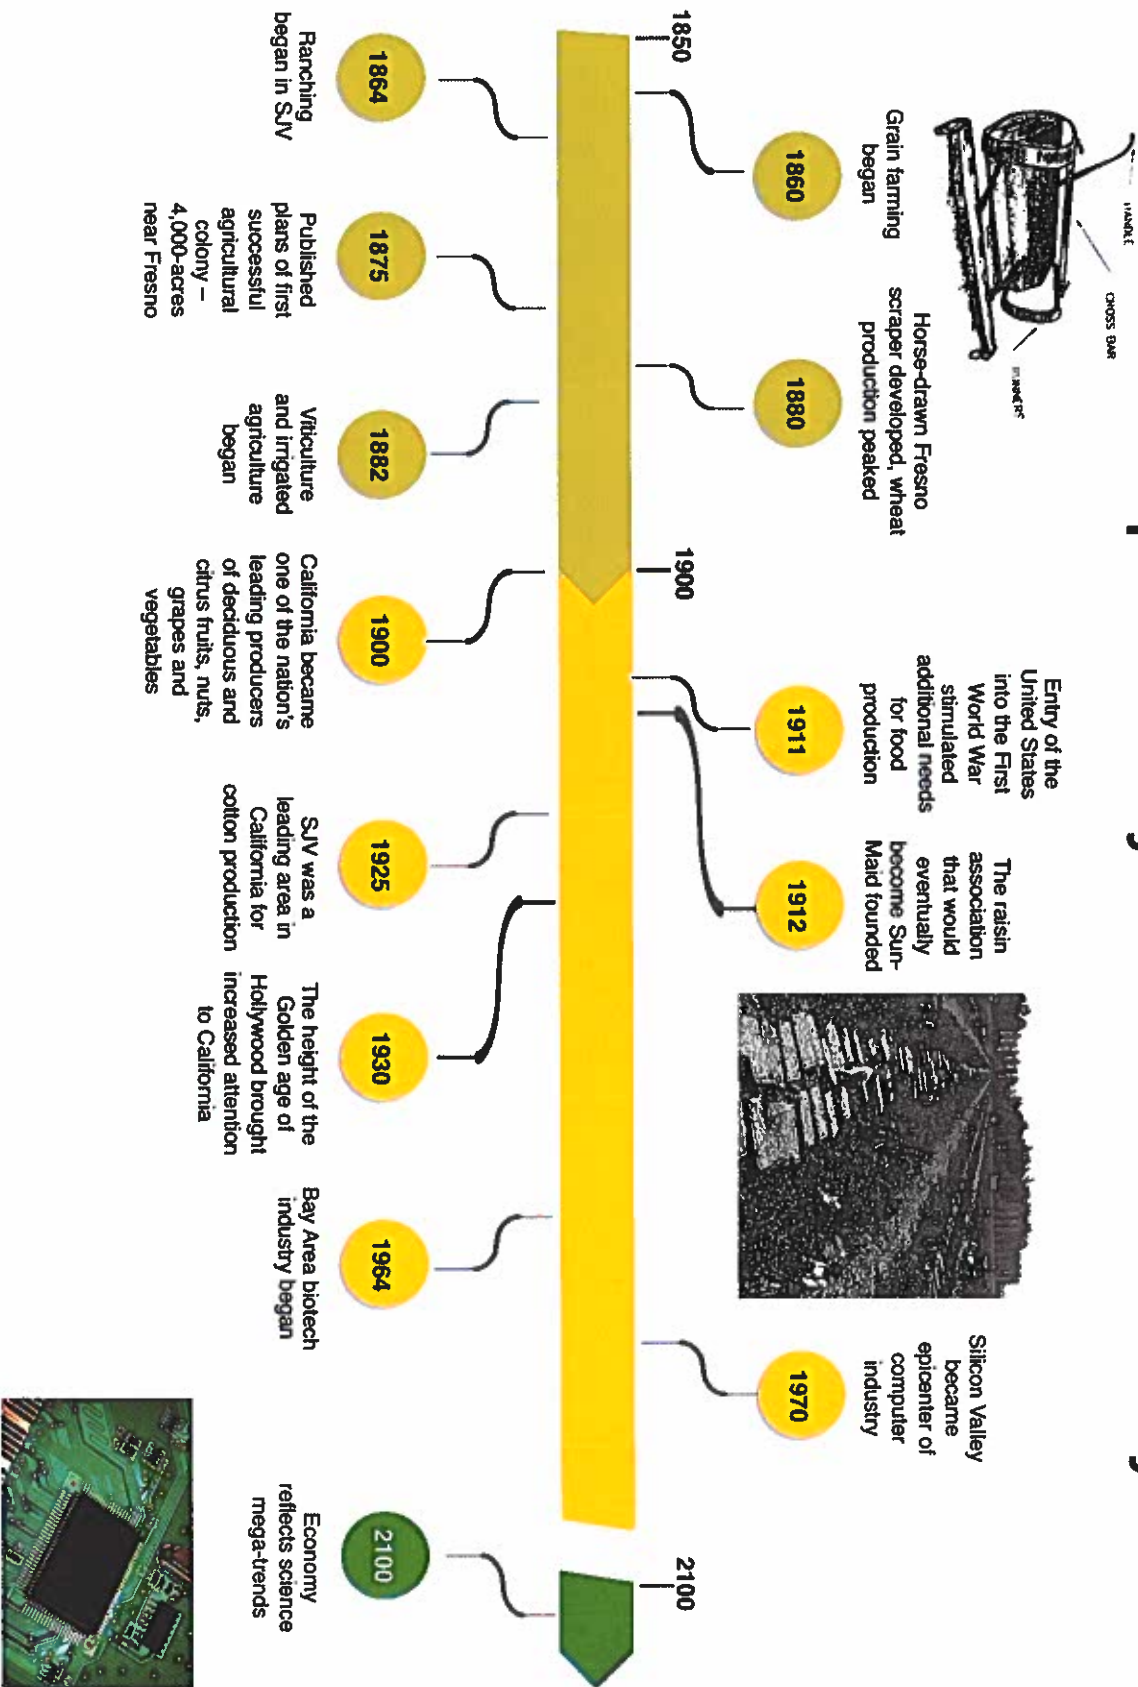 HANDLE
CROSS BAR
RUNNERS
1850
1900
2100
1860
Grain farming
began
1880
Horse-drawn Fresno
scraper developed, wheat
production peaked
1911
Entry of the
United States
into the First
World War
stimulated
additional needs
for food
production
1912
The raisin
association
that would
eventually
become Sun-
Maid founded
1970
Silicon Valley
became
epicenter of
computer
industry
1864
Ranching
began in SJV
1875
Published
plans of first
successful
agricultural
colony –
4,000-acres
near Fresno
1882
Viticulture
and irrigated
agriculture
began
1900
California became
one of the nation's
leading producers
of deciduous and
citrus fruits, nuts,
grapes and
vegetables
1925
SJV was a
leading area in
California for
cotton production
1930
The height of the
Golden age of
Hollywood brought
increased attention
to California
1964
Bay Area biotech
industry began
2100
Economy
reflects science
mega-trends